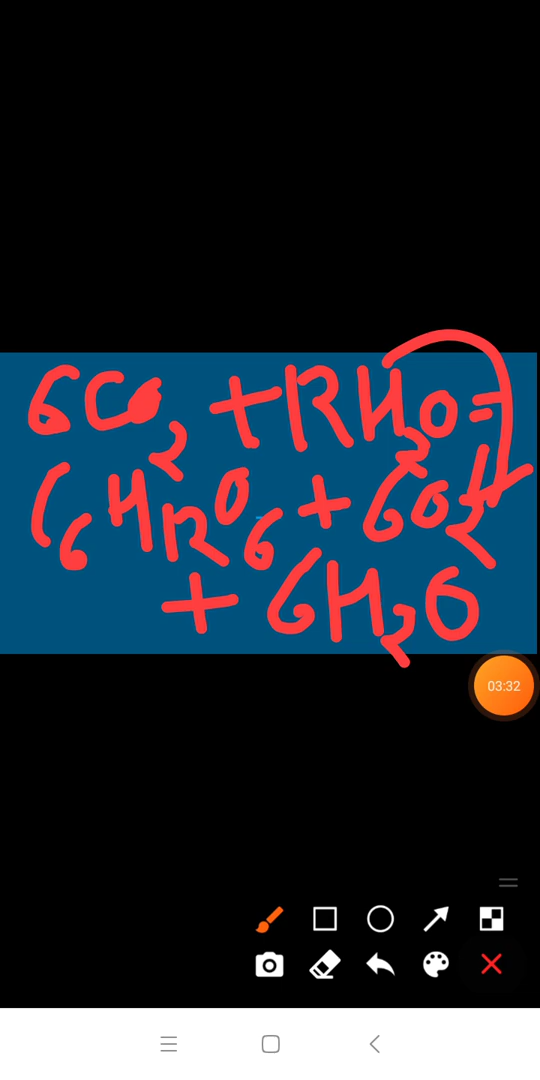 6CO₂ + 12H₂O =
C₆H₁₂O₆ + 6O₂
+ 6H₂O
03:32